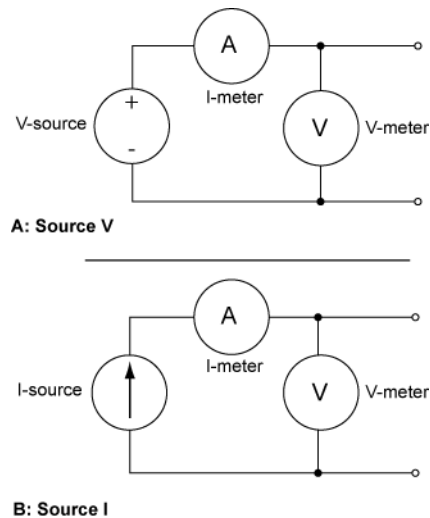 A
I-meter
+
V-source
-
V
V-meter
A: Source V
A
I-meter
I-source
V
V-meter
B: Source I